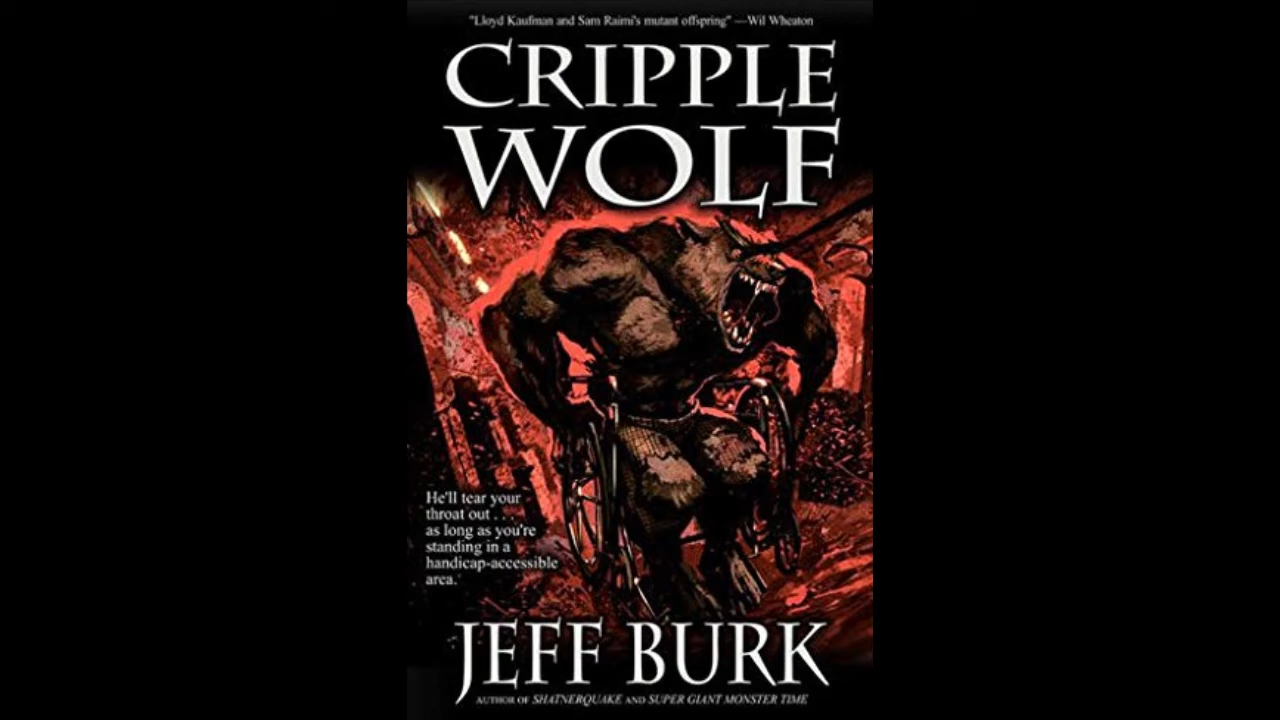 "Lloyd Kaufman and Sam Raimi's mutant offspring" —Wil Wheaton
CRIPPLE
WOLF
He'll tear your
throat out . . .
as long as you're
standing in a
handicap-accessible
area.
JEFF BURK
AUTHOR OF SHATNERQUAKE AND SUPER GIANT MONSTER TIME